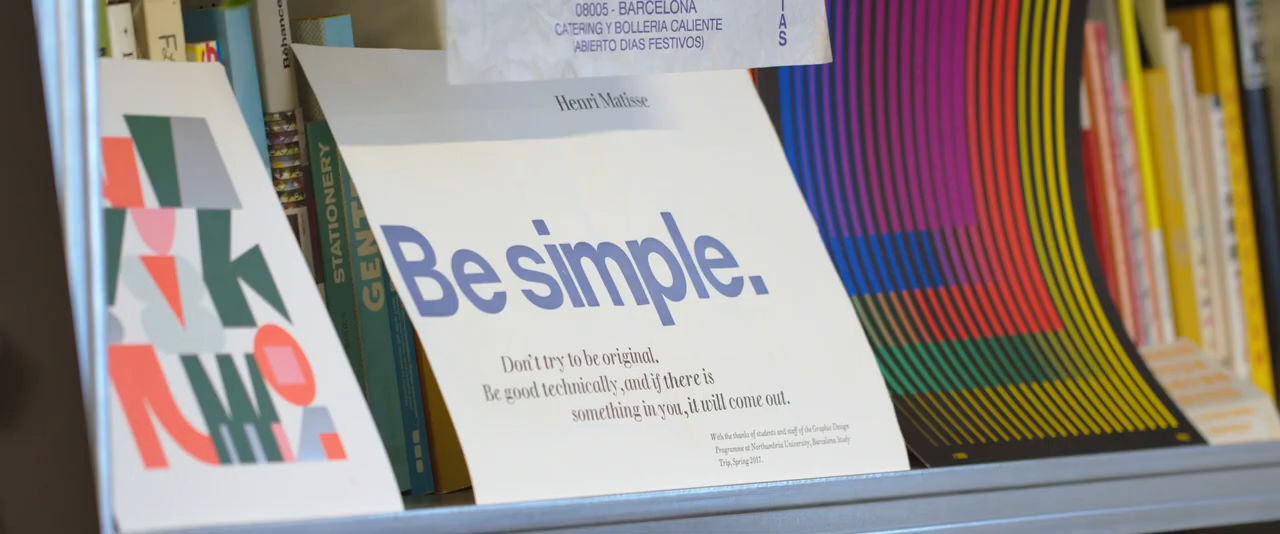 08005 - BARCELONA
CATERING Y BOLLERIA CALIENTE
(ABIERTO DIAS FESTIVOS)
TAS
Behance
STATIONERY
Henri Matisse
Be simple.
Don't try to be original.
Be good technically, and if there is
something in you, it will come out.
With the thanks of students and staff of the Graphic Design
Programme at Northumbria University, Barcelona Study
Trip, Spring 2017.